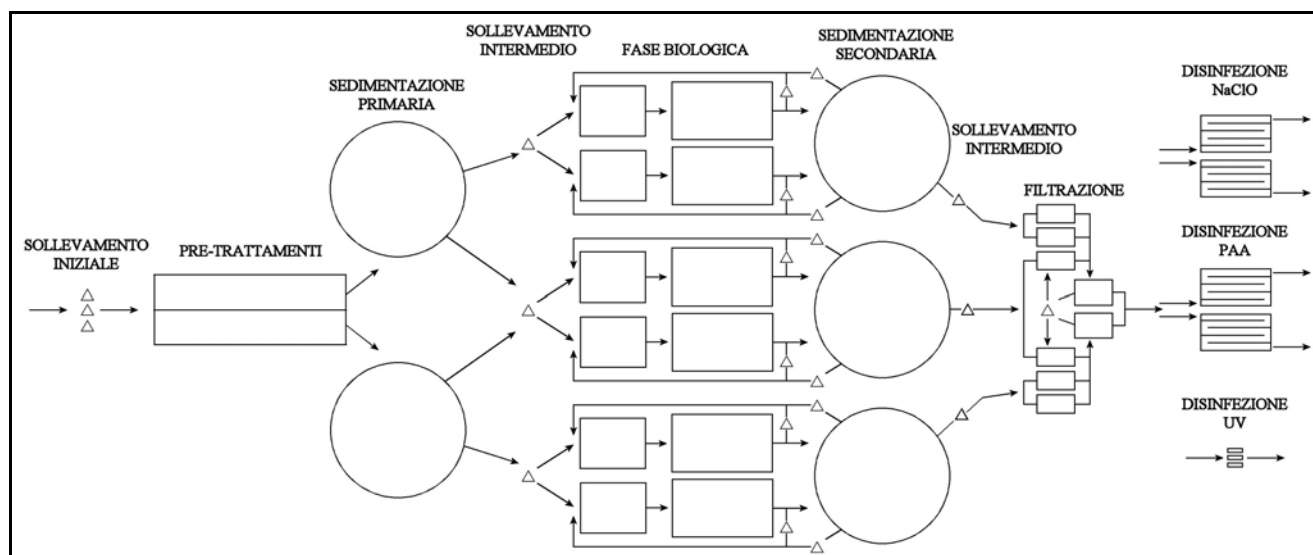 SOLLEVAMENTO
INIZIALE
PRE-TRATTAMENTI
SEDIMENTAZIONE
PRIMARIA
SOLLEVAMENTO
INTERMEDIO
FASE BIOLOGICA
SEDIMENTAZIONE
SECONDARIA
SOLLEVAMENTO
INTERMEDIO
FILTRAZIONE
DISINFEZIONE
NaClO
DISINFEZIONE
PAA
DISINFEZIONE
UV